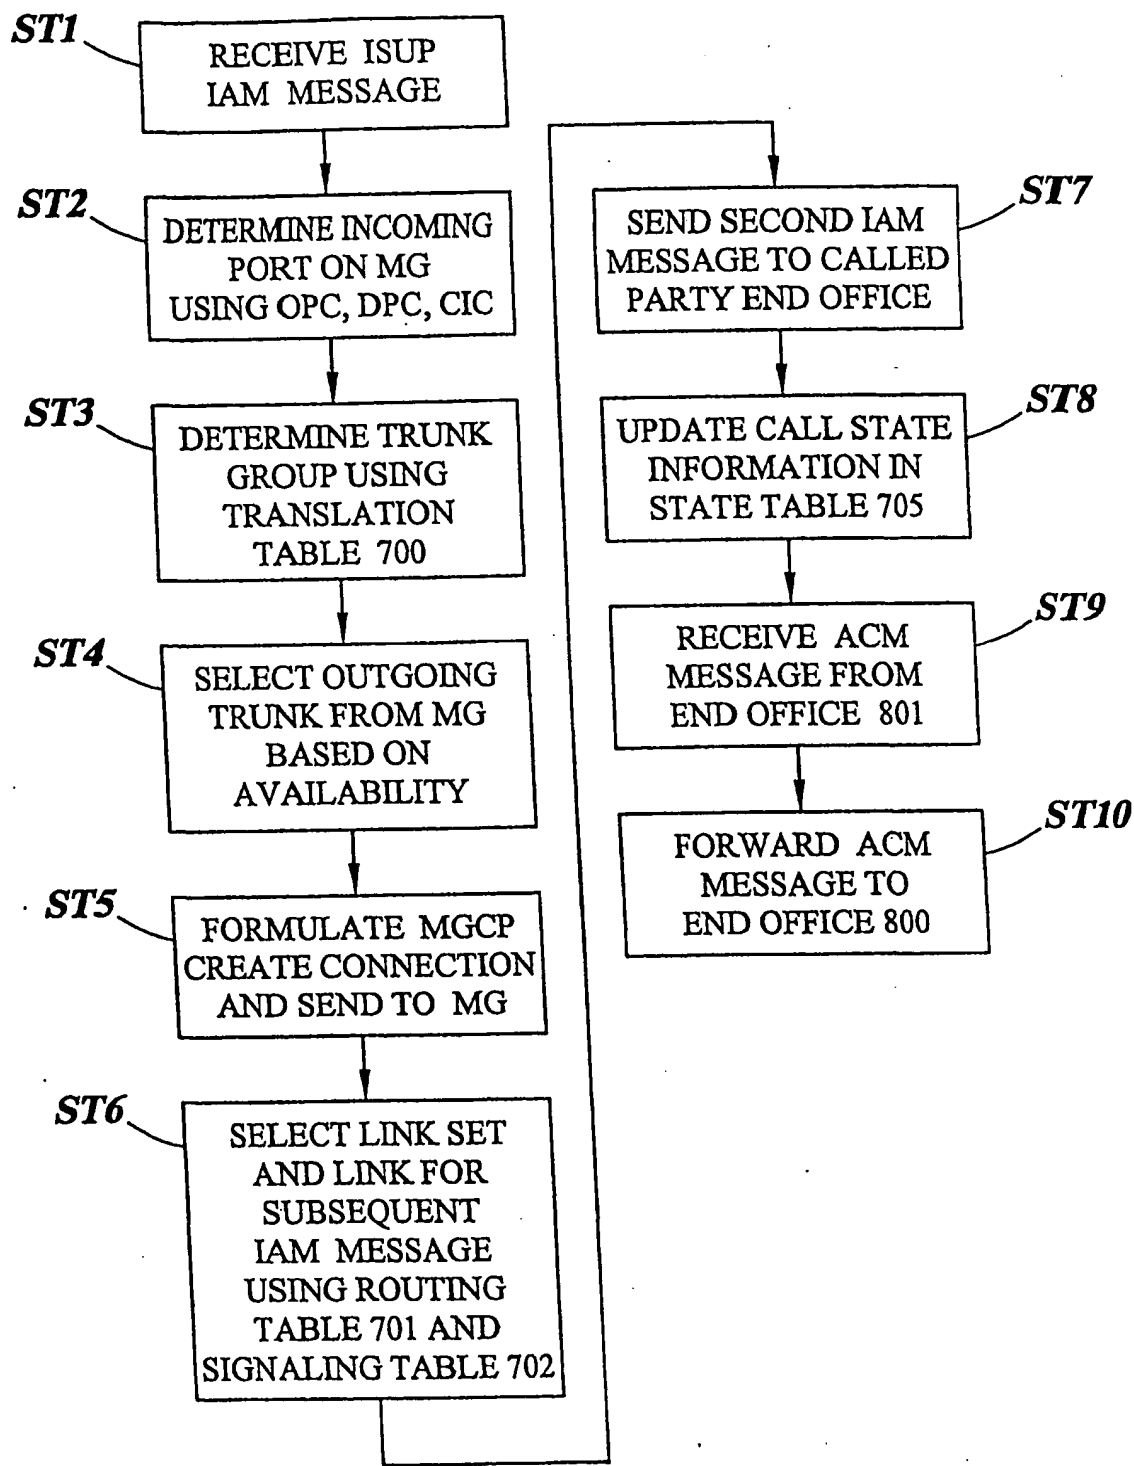 ST1
RECEIVE ISUP
IAM MESSAGE
ST2
DETERMINE INCOMING
PORT ON MG
USING OPC, DPC, CIC
ST3
DETERMINE TRUNK
GROUP USING
TRANSLATION
TABLE 700
ST4
SELECT OUTGOING
TRUNK FROM MG
BASED ON
AVAILABILITY
ST5
FORMULATE MGCP
CREATE CONNECTION
AND SEND TO MG
ST6
SELECT LINK SET
AND LINK FOR
SUBSEQUENT
IAM MESSAGE
USING ROUTING
TABLE 701 AND
SIGNALING TABLE 702
ST7
SEND SECOND IAM
MESSAGE TO CALLED
PARTY END OFFICE
ST8
UPDATE CALL STATE
INFORMATION IN
STATE TABLE 705
ST9
RECEIVE ACM
MESSAGE FROM
END OFFICE 801
ST10
FORWARD ACM
MESSAGE TO
END OFFICE 800